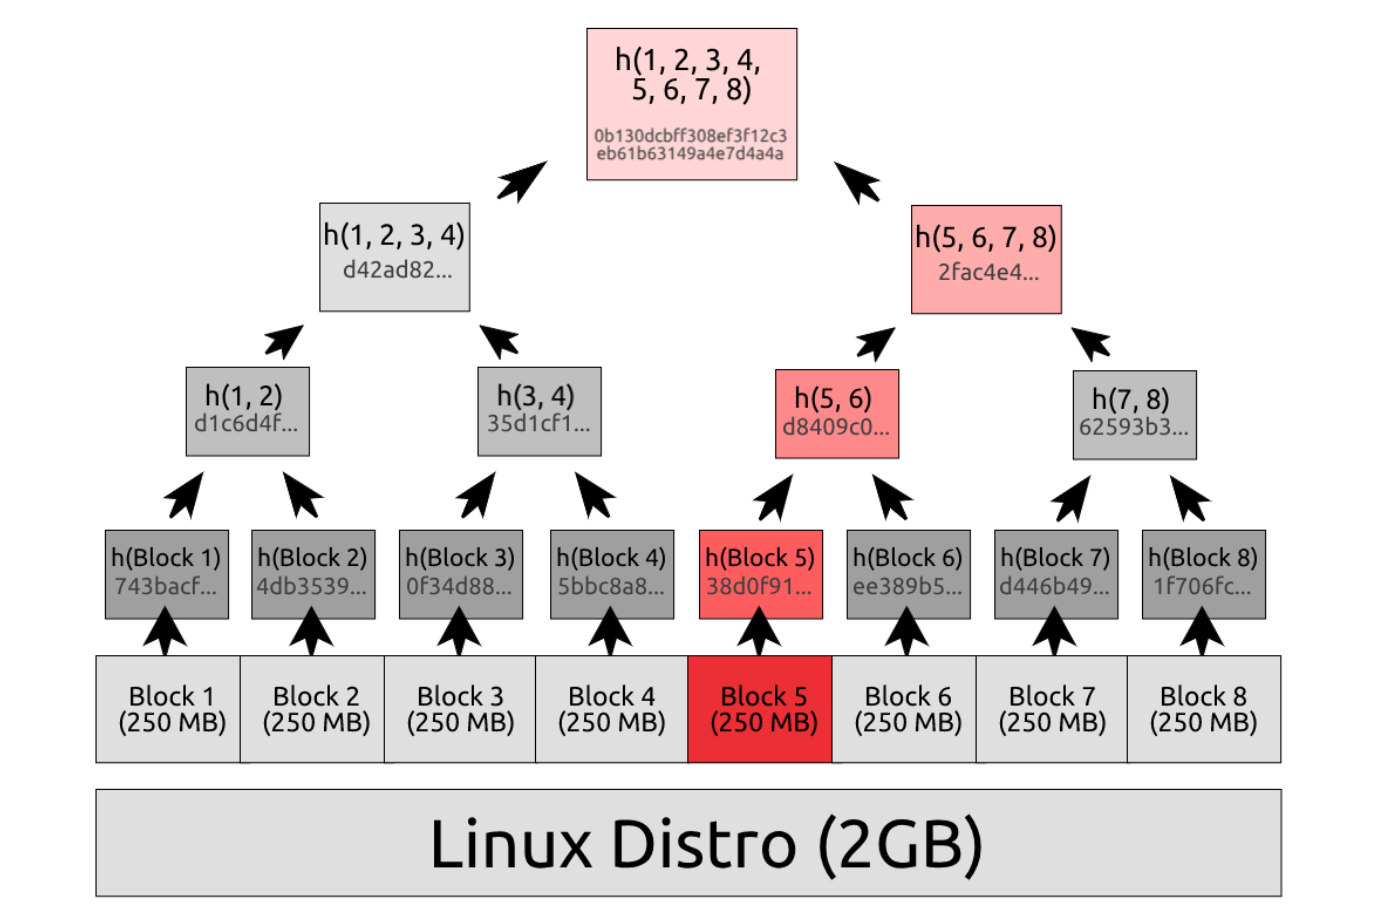 h(1, 2, 3, 4,
5, 6, 7, 8)
0b130dcbff308ef3f12c3
eb61b63149a4e7d4a4a
h(1, 2, 3, 4)
d42ad82...
h(5, 6, 7, 8)
2fac4e4...
h(1, 2)
d1c6d4f...
h(3, 4)
35d1cf1...
h(5, 6)
d8409c0...
h(7, 8)
62593b3...
h(Block 1)
743bacf...
h(Block 2)
4db3539...
h(Block 3)
0f34d88...
h(Block 4)
5bbc8a8...
h(Block 5)
38d0f91...
h(Block 6)
ee389b5...
h(Block 7)
d446b49...
h(Block 8)
1f706fc...
Block 1
(250 MB)
Block 2
(250 MB)
Block 3
(250 MB)
Block 4
(250 MB)
Block 5
(250 MB)
Block 6
(250 MB)
Block 7
(250 MB)
Block 8
(250 MB)
Linux Distro (2GB)